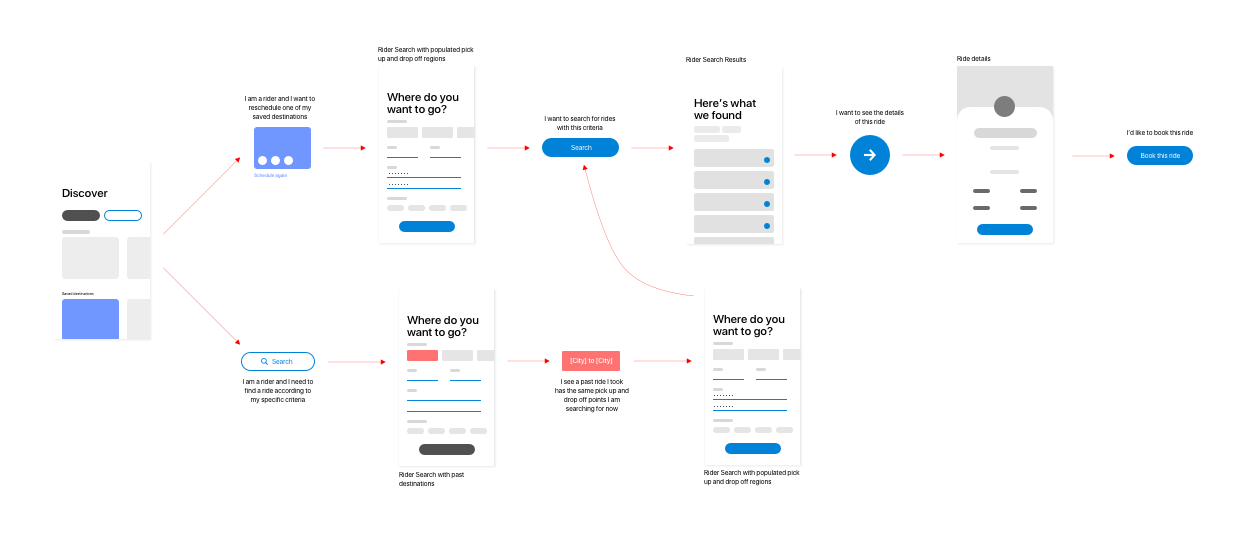 Discover
Saved destinations
I am a rider and I want to
reschedule one of my
saved destinations
Schedule again
Rider Search with populated pick
up and drop off regions
Where do you
want to go?
I want to search for rides
with this criteria
Search
Rider Search Results
Here's what
we found
I want to see the details
of this ride
Ride details
I'd like to book this ride
Book this ride
Search
I am a rider and I need to
find a ride according to
my specific criteria
Where do you
want to go?
Rider Search with past
destinations
[City] to [City]
I see a past ride I took
has the same pick up and
drop off points I am
searching for now
Where do you
want to go?
Rider Search with populated pick
up and drop off regions